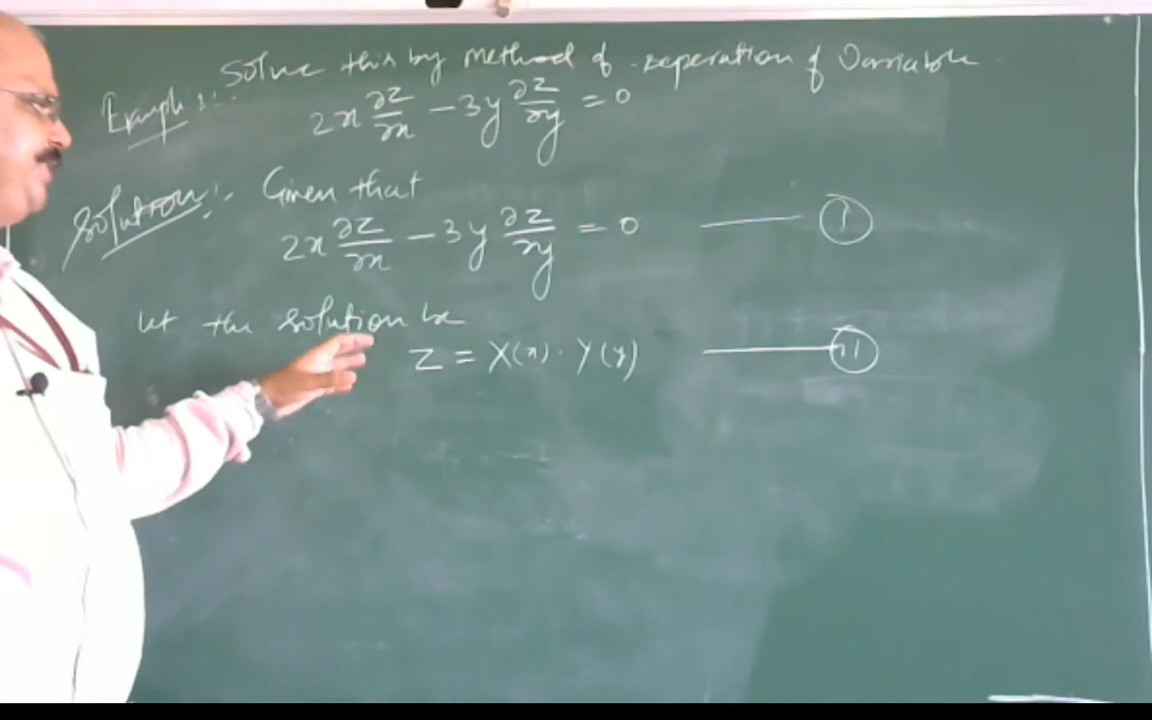 Solve this by method of seperation of Variable
Example :-
2x ∂z/∂x - 3y ∂z/∂y = 0
Solution :- Given that
2x ∂z/∂x - 3y ∂z/∂y = 0 —— (I)
let the solution be
Z = X(x) · Y(y) —— (II)